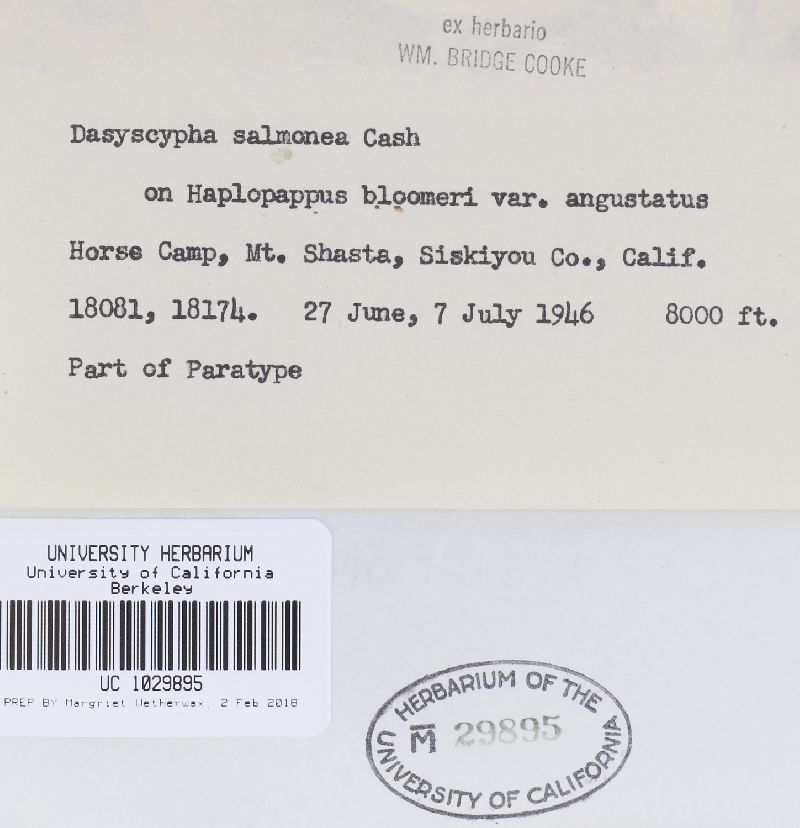 ex herbario
WM. BRIDGE COOKE
Dasyscypha salmonea Cash
on Haplopappus bloomeri var. angustatus
Horse Camp, Mt. Shasta, Siskiyou Co., Calif.
18081, 18174. 27 June, 7 July 1946 8000 ft.
Part of Paratype
UNIVERSITY HERBARIUM
University of California
Berkeley
UC 1029895
PREP BY Margriet Wetherwax, 2 Feb 2018
HERBARIUM OF THE
M 29895
UNIVERSITY OF CALIFORNIA